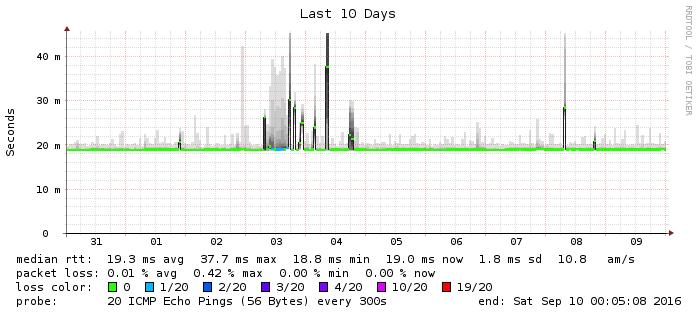 Last 10 Days
RRDTOOL / TOBI OETIKER
Seconds
40 m
30 m
20 m
10 m
0
31 01 02 03 04 05 06 07 08 09
median rtt: 19.3 ms avg 37.7 ms max 18.8 ms min 19.0 ms now 1.8 ms sd 10.8 am/s
packet loss: 0.01 % avg 0.42 % max 0.00 % min 0.00 % now
loss color: 0 1/20 2/20 3/20 4/20 10/20 19/20
probe: 20 ICMP Echo Pings (56 Bytes) every 300s end: Sat Sep 10 00:05:08 2016